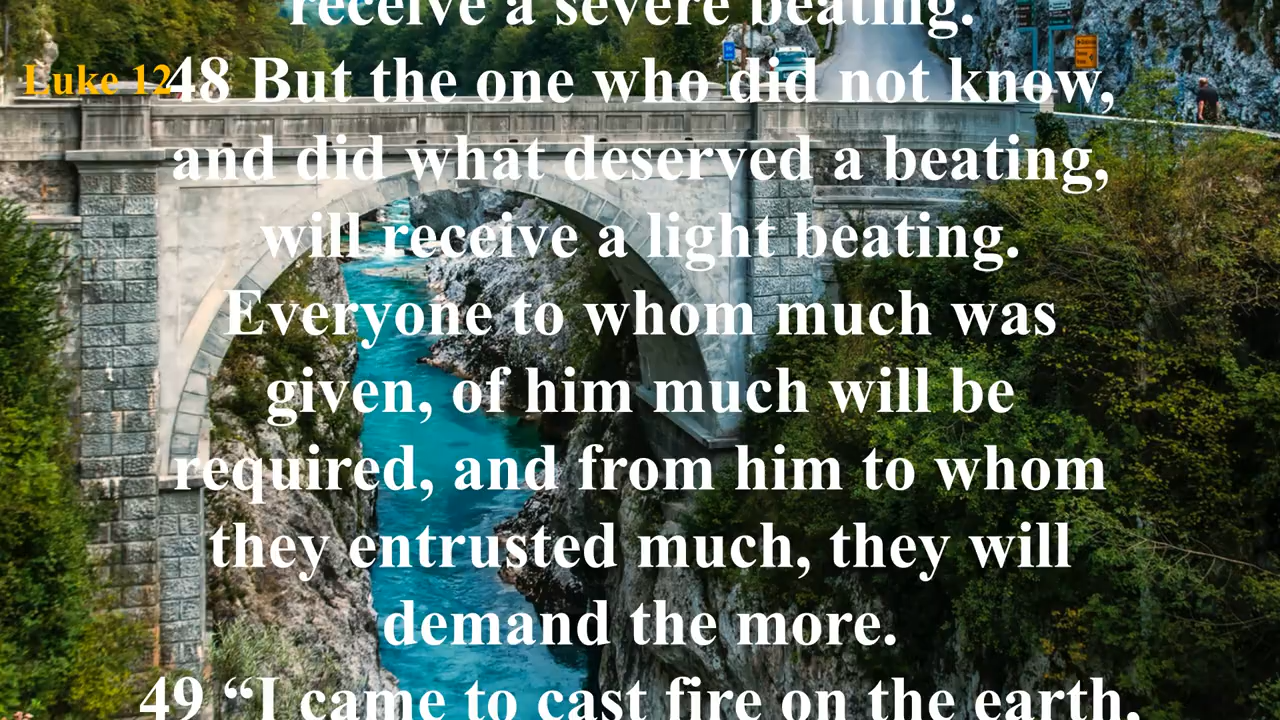 receive a severe beating.
Luke 12
48 But the one who did not know,
and did what deserved a beating,
will receive a light beating.
Everyone to whom much was
given, of him much will be
required, and from him to whom
they entrusted much, they will
demand the more.
49 “I came to cast fire on the earth,